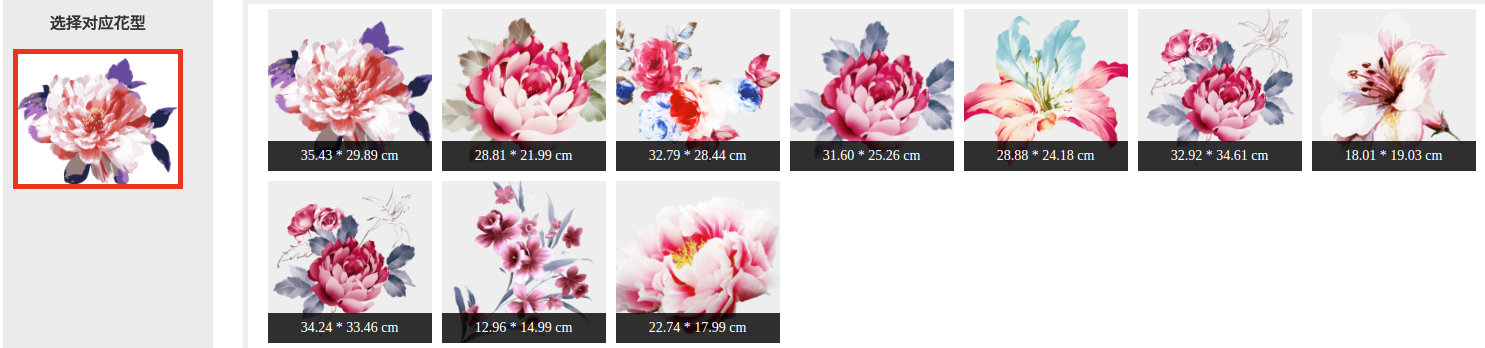 选择对应花型
35.43 * 29.89 cm
28.81 * 21.99 cm
32.79 * 28.44 cm
31.60 * 25.26 cm
28.88 * 24.18 cm
32.92 * 34.61 cm
18.01 * 19.03 cm
34.24 * 33.46 cm
12.96 * 14.99 cm
22.74 * 17.99 cm